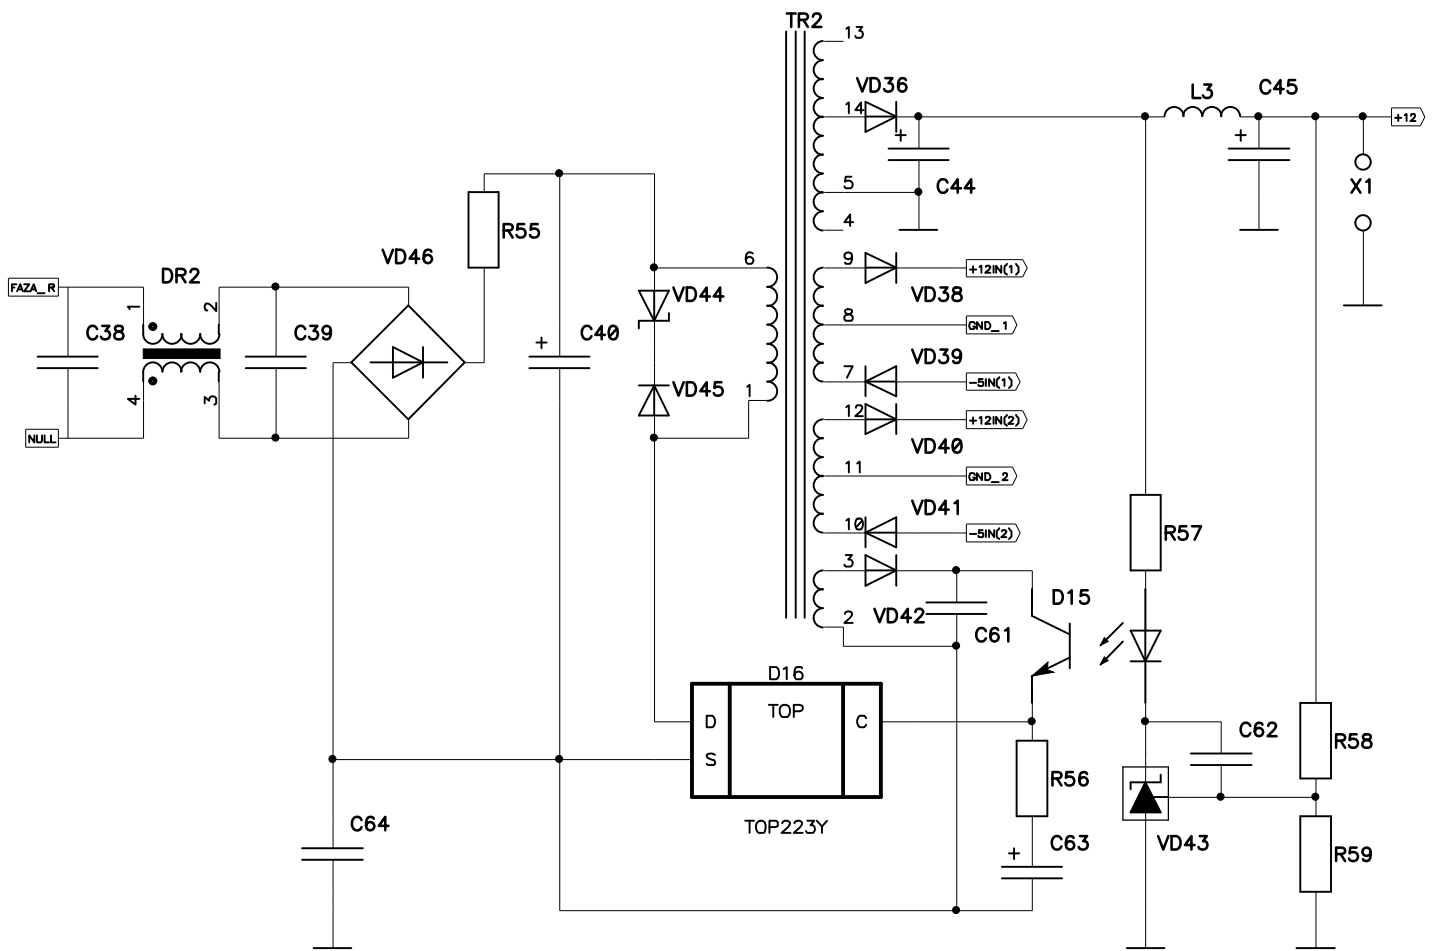 TR2
13
VD36
14
+
C44
5
4
L3
C45
+
+12
X1
R55
VD46
DR2
FAZA_R
1
2
C38
C39
4
3
NULL
+
C40
VD44
VD45
6
1
9
+12IN(1)
VD38
8
GND_1
VD39
7
-5IN(1)
12
+12IN(2)
VD40
11
GND_2
VD41
10
-5IN(2)
3
VD42
2
C61
D15
R57
D16
TOP
D
S
C
TOP223Y
R56
+
C63
C62
VD43
R58
R59
C64